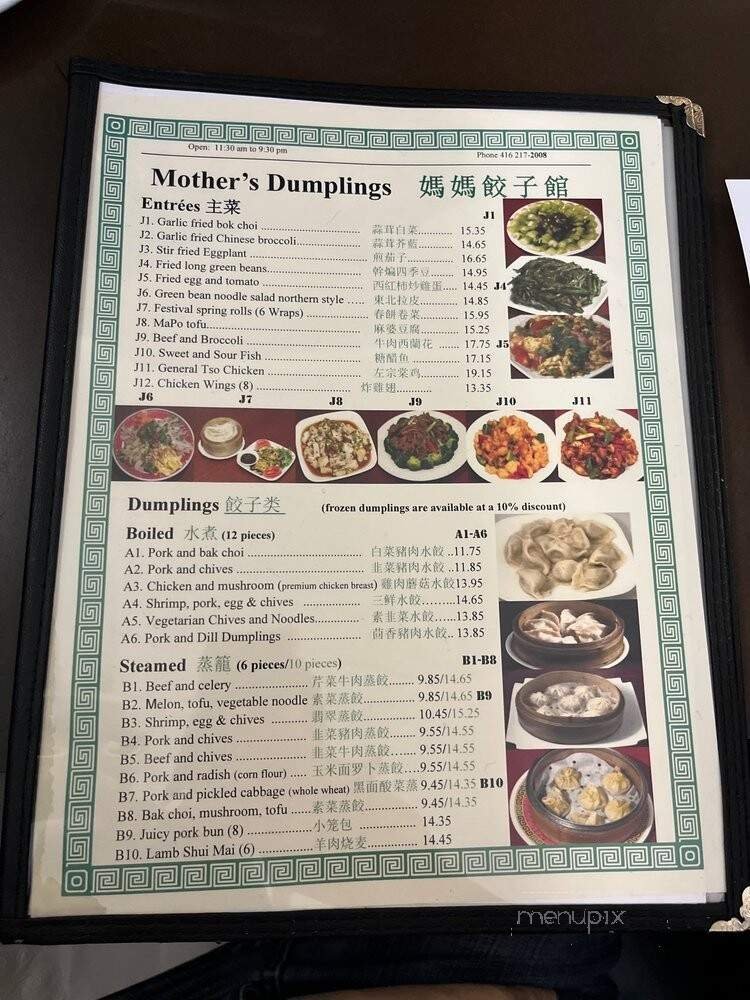 Open: 11:30 am to 9:30 pm Phone 416 217-2008
Mother's Dumplings 媽媽餃子館
Entrées 主菜 J1
J1. Garlic fried bok choi ........ 蒜茸白菜........ 15.35
J2. Garlic fried Chinese broccoli........ 蒜茸芥藍........ 14.65
J3. Stir fried Eggplant ........ 煎茄子........ 16.65
J4. Fried long green beans........ 幹煸四季豆..... 14.95 J4
J5. Fried egg and tomato ........ 西紅柿炒雞蛋.... 14.45
J6. Green bean noodle salad northern style ..... 東北拉皮........ 14.85
J7. Festival spring rolls (6 Wraps)........ 春餅卷菜........ 15.95
J8. MaPo tofu........ 麻婆豆腐........ 15.25
J9. Beef and Broccoli ........ 牛肉西蘭花 ...... 17.75 J5
J10. Sweet and Sour Fish ........ 糖醋鱼 ........ 17.15
J11. General Tso Chicken ........ 左宗菜鸡........ 19.15
J12. Chicken Wings (8) ........ 炸雞翅........ 13.35
J6 J7 J8 J9 J10 J11
Dumplings 餃子类 (frozen dumplings are available at a 10% discount)
Boiled 水煮 (12 pieces) A1-A6
A1. Pork and bak choi ........ 白菜豬肉水餃 ..11.75
A2. Pork and chives ........ 韭菜豬肉水餃 ..11.85
A3. Chicken and mushroom (premium chicken breast) 雞肉蘑菇水餃13.95
A4. Shrimp, pork, egg & chives ........ 三鮮水餃........14.65
A5. Vegetarian Chives and Noodles........ 素韭菜水餃......13.85
A6. Pork and Dill Dumplings ........ 茴香豬肉水餃.. 13.85
Steamed 蒸籠 (6 pieces/10 pieces) B1-B8
B1. Beef and celery ........ 芹菜牛肉蒸餃....... 9.85/14.65
B2. Melon, tofu, vegetable noodle 素菜蒸餃........ 9.85/14.65 B9
B3. Shrimp, egg & chives ........ 翡翠蒸餃........ 10.45/15.25
B4. Pork and chives ........ 韭菜豬肉蒸餃....... 9.55/14.55
B5. Beef and chives ........ 韭菜牛肉蒸餃....... 9.55/14.55
B6. Pork and radish (corn flour) ..... 玉米面罗卜蒸餃....9.55/14.55
B7. Pork and pickled cabbage (whole wheat) 黑面酸菜蒸 9.45/14.35 B10
B8. Bak choi, mushroom, tofu .....素菜蒸餃........ 9.45/14.35
B9. Juicy pork bun (8) ........小笼包 ........ 14.35
B10. Lamb Shui Mai (6) ........羊肉烧麦........ 14.45
menupix